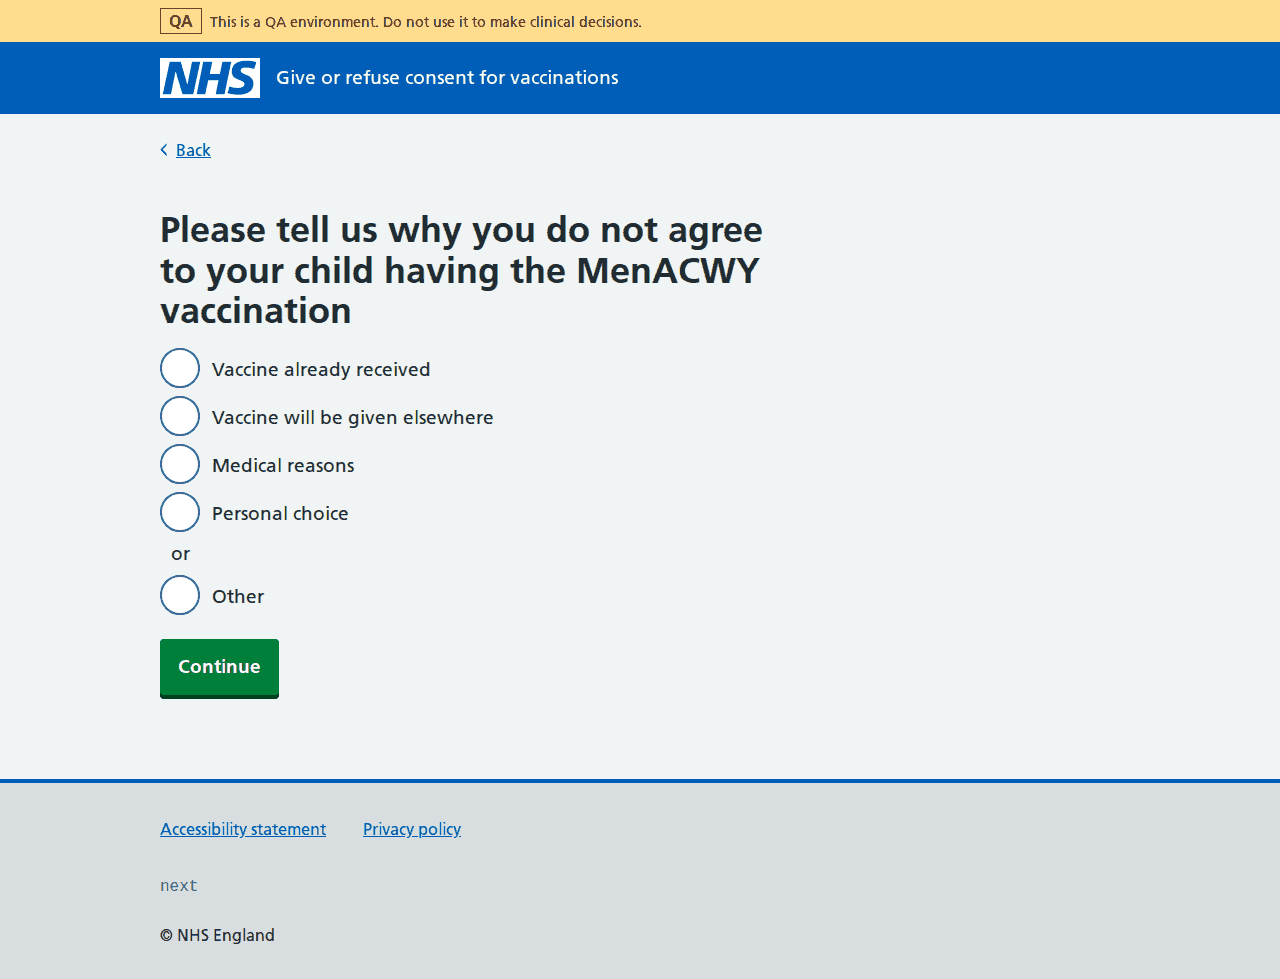 QA This is a QA environment. Do not use it to make clinical decisions.
NHS Give or refuse consent for vaccinations
Back
Please tell us why you do not agree
to your child having the MenACWY
vaccination
Vaccine already received
Vaccine will be given elsewhere
Medical reasons
Personal choice
or
Other
Continue
Accessibility statement Privacy policy
next
© NHS England